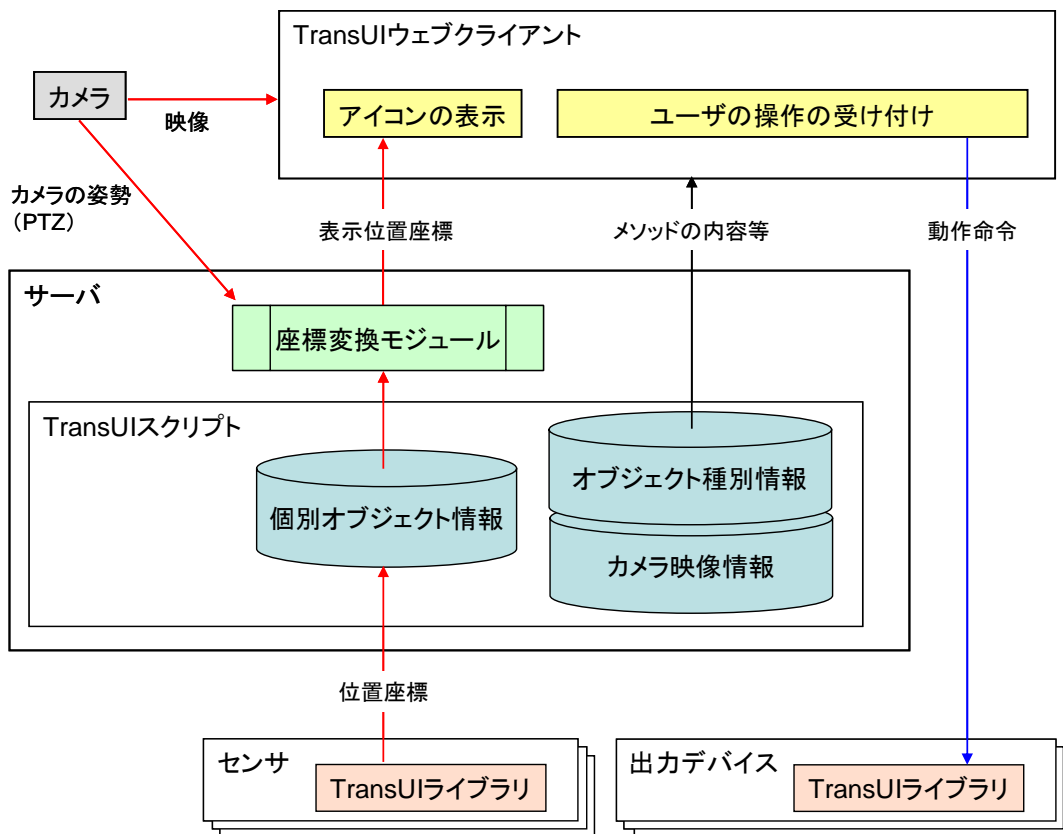 TransUIウェブクライアント
カメラ
映像
アイコンの表示
ユーザの操作の受け付け
カメラの姿勢
（PTZ）
表示位置座標
メソッドの内容等
動作命令
サーバ
座標変換モジュール
TransUIスクリプト
個別オブジェクト情報
オブジェクト種別情報
カメラ映像情報
位置座標
センサ
TransUIライブラリ
出力デバイス
TransUIライブラリ